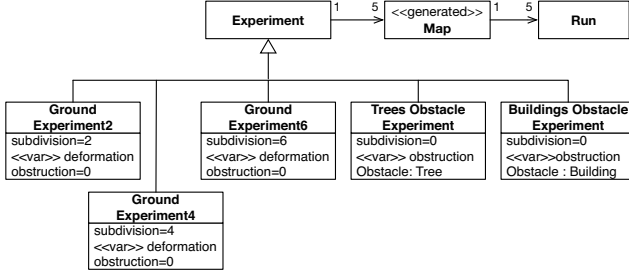 Experiment
1
5
<<generated>>
Map
1
5
Run
Ground
Experiment2
subdivision=2
<<var>> deformation
obstruction=0
Ground
Experiment6
subdivision=6
<<var>> deformation
obstruction=0
Trees Obstacle
Experiment
subdivision=0
<<var>> obstruction
Obstacle: Tree
Buildings Obstacle
Experiment
subdivision=0
<<var>>obstruction
Obstacle : Building
Ground
Experiment4
subdivision=4
<<var>> deformation
obstruction=0